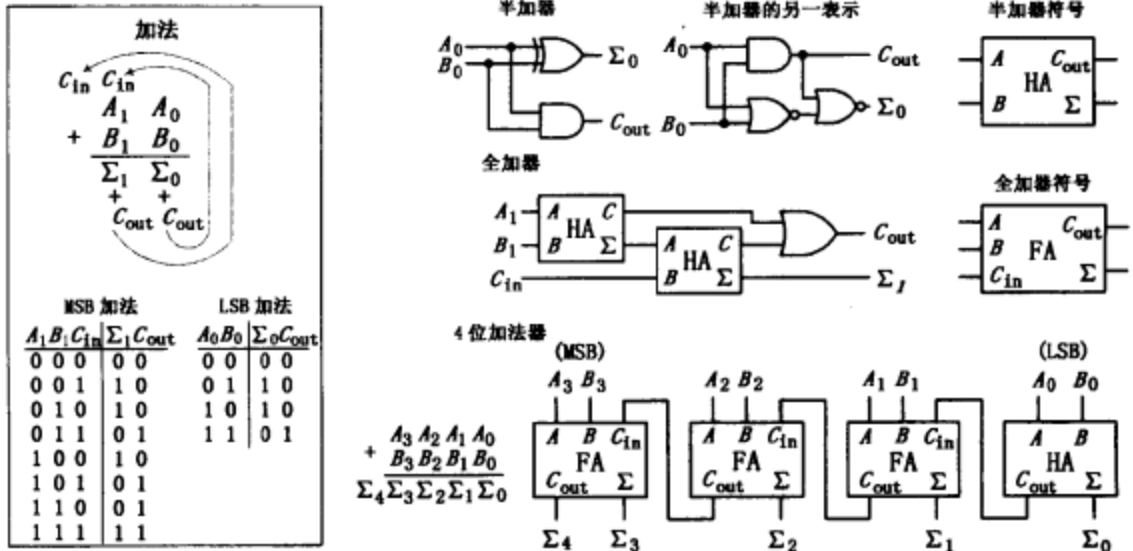 加法
C_in C_in
A_1 A_0
+ B_1 B_0
Σ_1 Σ_0
+ +
C_out C_out
MSB 加法
A_1 B_1 C_in Σ_1 C_out
0 0 0 0 0
0 0 1 1 0
0 1 0 1 0
0 1 1 0 1
1 0 0 1 0
1 0 1 0 1
1 1 0 0 1
1 1 1 1 1
LSB 加法
A_0 B_0 Σ_0 C_out
0 0 0 0
0 1 1 0
1 0 1 0
1 1 0 1
半加器
A_0
B_0
Σ_0
C_out
半加器的另一表示
A_0
B_0
C_out
Σ_0
半加器符号
A C_out
HA
B Σ
全加器
A_1 A C
HA
B_1 B Σ
C_in
A C
HA
B Σ
C_out
Σ_1
全加器符号
A C_out
B FA
C_in Σ
4 位加法器
A_3 A_2 A_1 A_0
+ B_3 B_2 B_1 B_0
Σ_4 Σ_3 Σ_2 Σ_1 Σ_0
(MSB) (LSB)
A_3 B_3 A_2 B_2 A_1 B_1 A_0 B_0
A B C_in A B C_in A B C_in A B
FA FA FA HA
C_out Σ C_out Σ C_out Σ C_out Σ
Σ_4 Σ_3 Σ_2 Σ_1 Σ_0